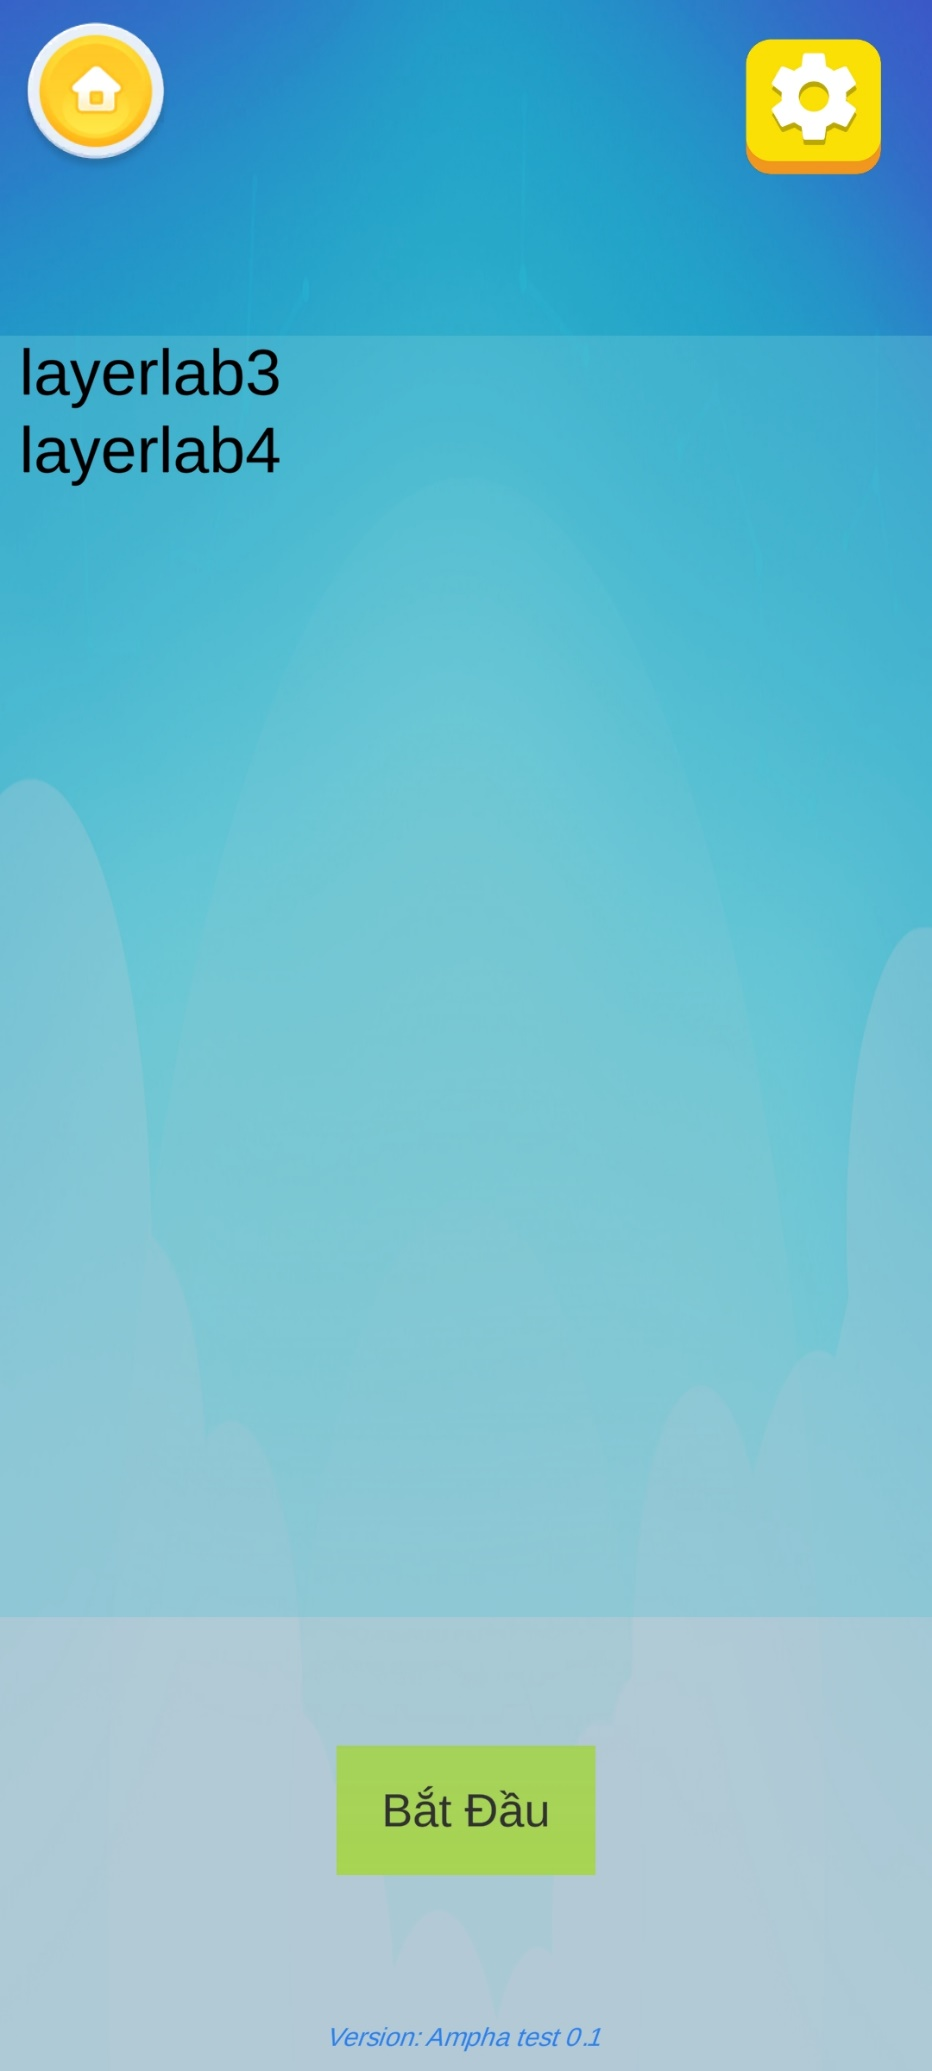 layerlab3
layerlab4
Bắt Đầu
Version: Ampha test 0.1